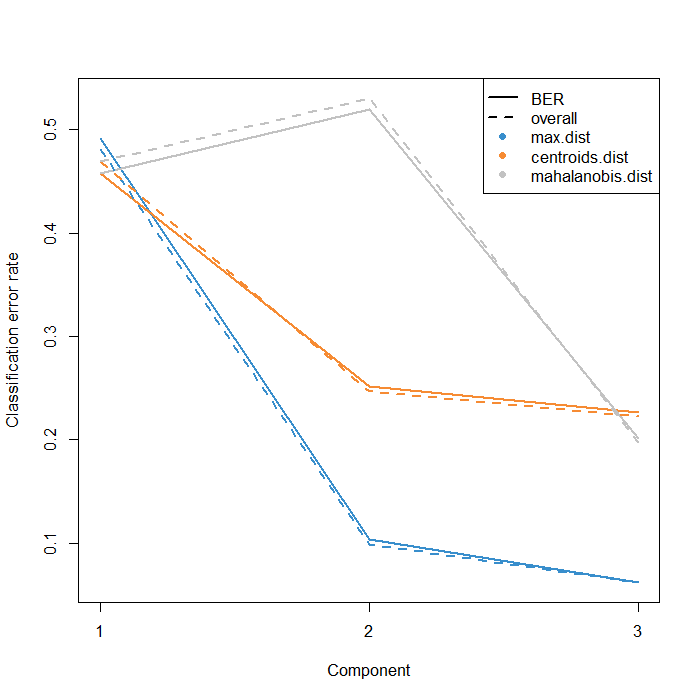 BER
overall
max.dist
centroids.dist
mahalanobis.dist
Classification error rate
0.5
0.4
0.3
0.2
0.1
1 2 3
Component